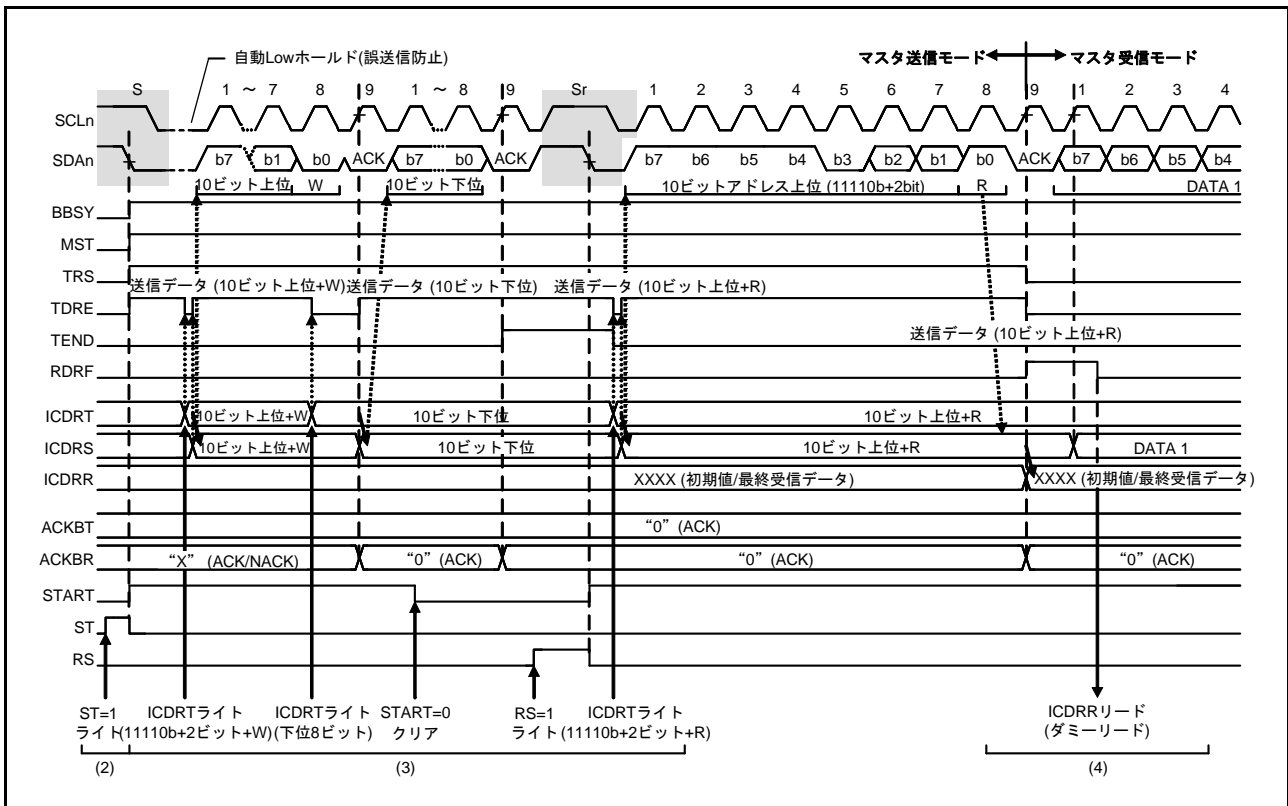 自動Lowホールド(誤送信防止)
マスタ送信モード マスタ受信モード
S 1 ～ 7 8 9 1 ～ 8 9 Sr 1 2 3 4 5 6 7 8 9 1 2 3 4
SCLn
SDAn b7 b1 b0 ACK b7 b0 ACK b7 b6 b5 b4 b3 b2 b1 b0 ACK b7 b6 b5 b4
10ビット上位 W 10ビット下位 10ビットアドレス上位 (11110b+2bit) R DATA 1
BBSY
MST
TRS
送信データ (10ビット上位+W) 送信データ (10ビット下位) 送信データ (10ビット上位+R)
TDRE
TEND 送信データ (10ビット上位+R)
RDRF
ICDRT 10ビット上位+W 10ビット下位 10ビット上位+R
ICDRS 10ビット上位+W 10ビット下位 10ビット上位+R DATA 1
ICDRR XXXX (初期値/最終受信データ) XXXX (初期値/最終受信データ)
ACKBT “0” (ACK)
ACKBR “X” (ACK/NACK) “0” (ACK) “0” (ACK) “0” (ACK)
START
ST
RS
ST=1 ICDRTライト ICDRTライト START=0 RS=1 ICDRTライト ICDRRリード
ライト (11110b+2ビット+W) (下位8ビット) クリア ライト (11110b+2ビット+R) (ダミーリード)
(2) (3) (4)